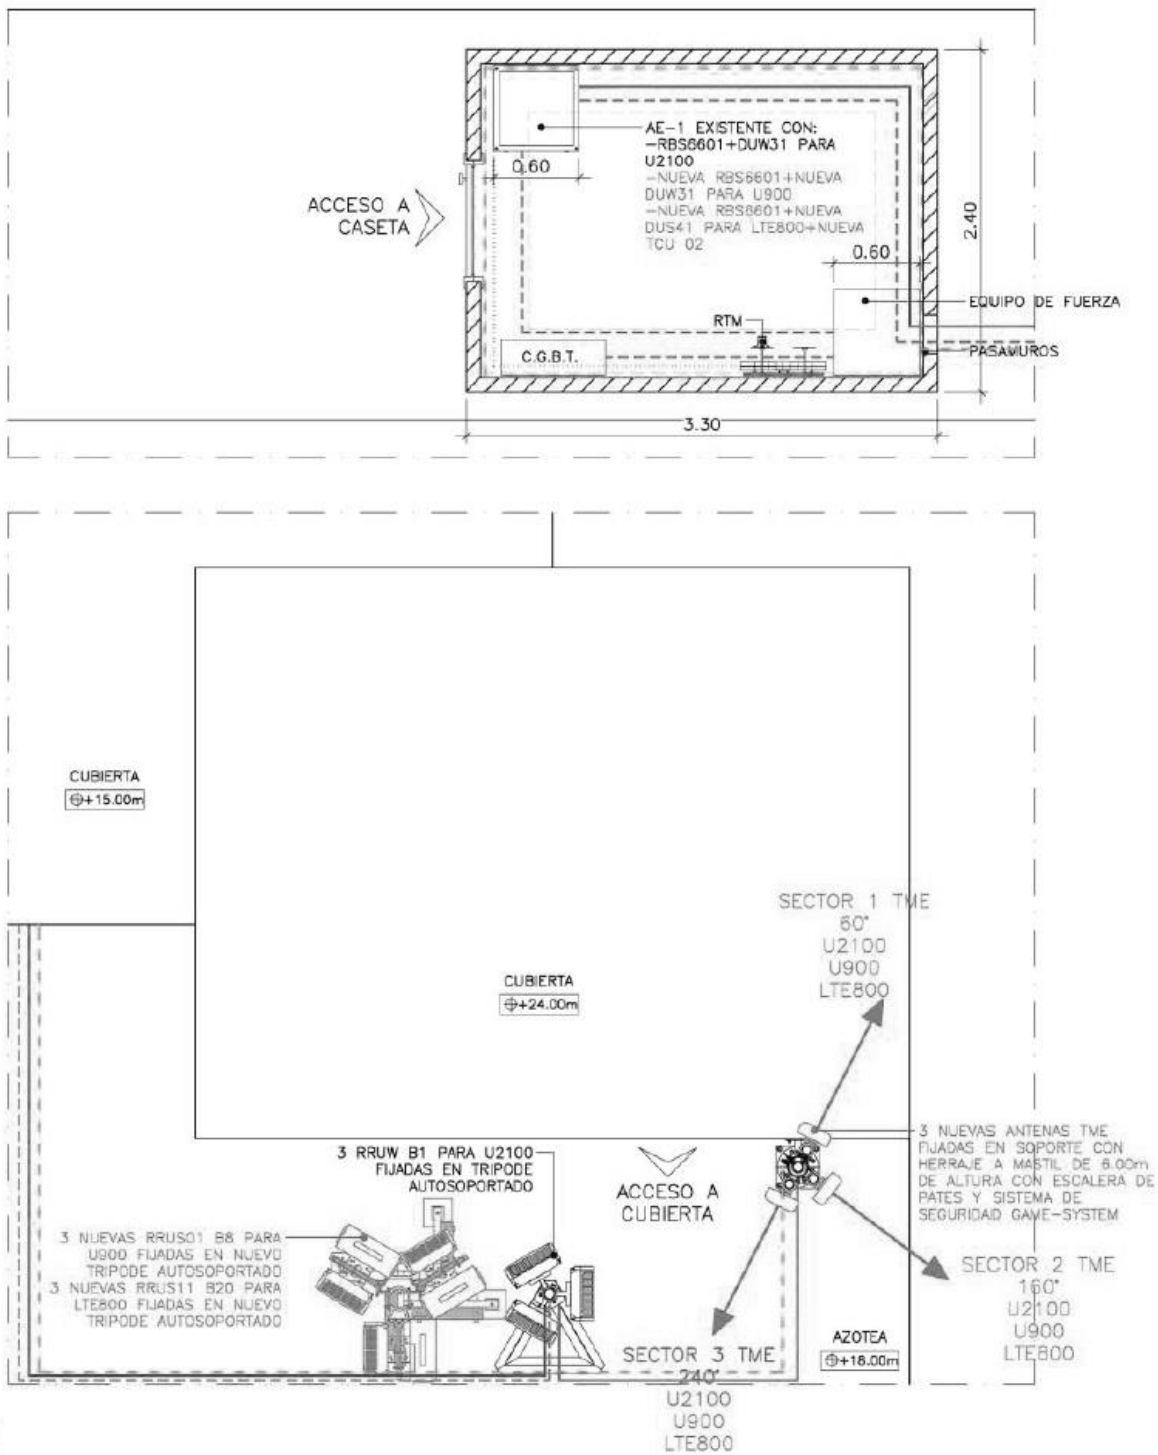 AE-1 EXISTENTE CON:
-RBS6601+DUW31 PARA
U2100
-NUEVA RBS6601+NUEVA
DUW31 PARA U900
-NUEVA RBS6601+NUEVA
DUS41 PARA LTE800+NUEVA
TCU 02
0.60
ACCESO A
CASETA
2.40
0.60
EQUIPO DE FUERZA
RTM
C.G.B.T.
PASAMUROS
3.30
CUBIERTA
+15.00m
SECTOR 1 TME
60°
U2100
U900
LTE800
CUBIERTA
+24.00m
3 NUEVAS ANTENAS TME
FIJADAS EN SOPORTE CON
HERRAJE A MASTIL DE 6.00m
DE ALTURA CON ESCALERA DE
PATES Y SISTEMA DE
SEGURIDAD GAME-SYSTEM
3 RRUW B1 PARA U2100
FIJADAS EN TRIPODE
AUTOSOPORTADO
ACCESO A
CUBIERTA
3 NUEVAS RRUS01 B8 PARA
U900 FIJADAS EN NUEVO
TRIPODE AUTOSOPORTADO
3 NUEVAS RRUS11 B20 PARA
LTE800 FIJADAS EN NUEVO
TRIPODE AUTOSOPORTADO
SECTOR 2 TME
160°
U2100
U900
LTE800
AZOTEA
+18.00m
SECTOR 3 TME
240°
U2100
U900
LTE800